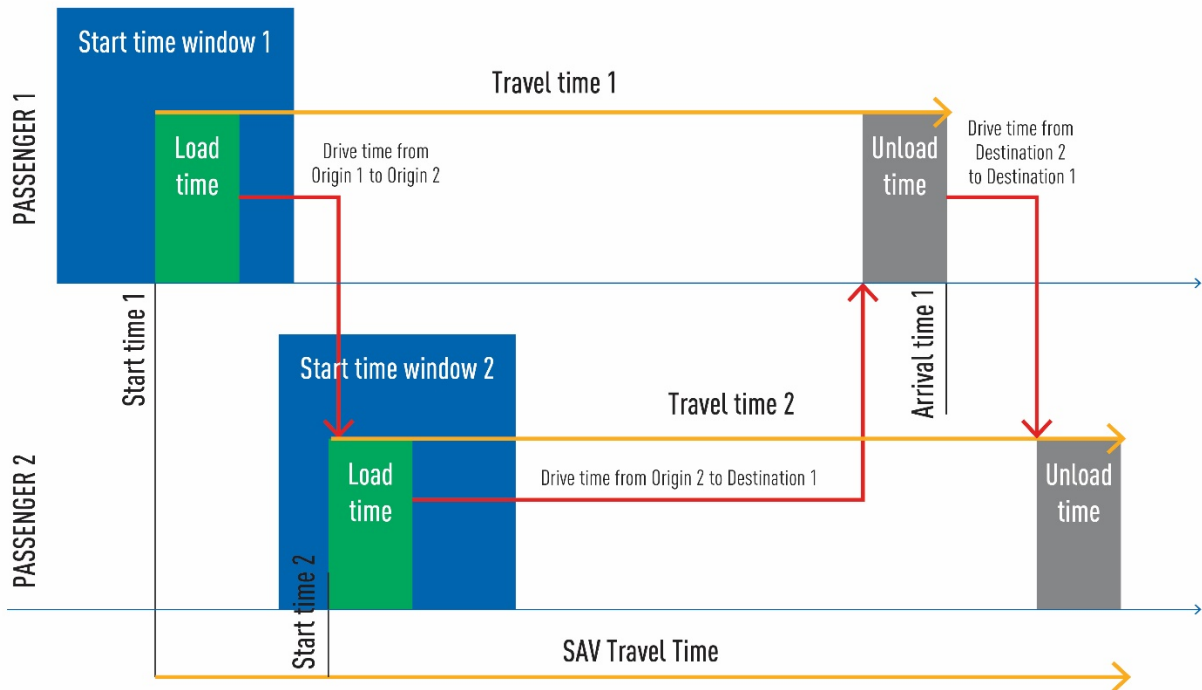 Start time window 1
PASSENGER 1
Travel time 1
Load
time
Drive time from
Origin 1 to Origin 2
Unload
time
Drive time from
Destination 2
to Destination 1
Start time 1
Arrival time 1
Start time window 2
PASSENGER 2
Travel time 2
Load
time
Drive time from Origin 2 to Destination 1
Unload
time
Start time 2
SAV Travel Time